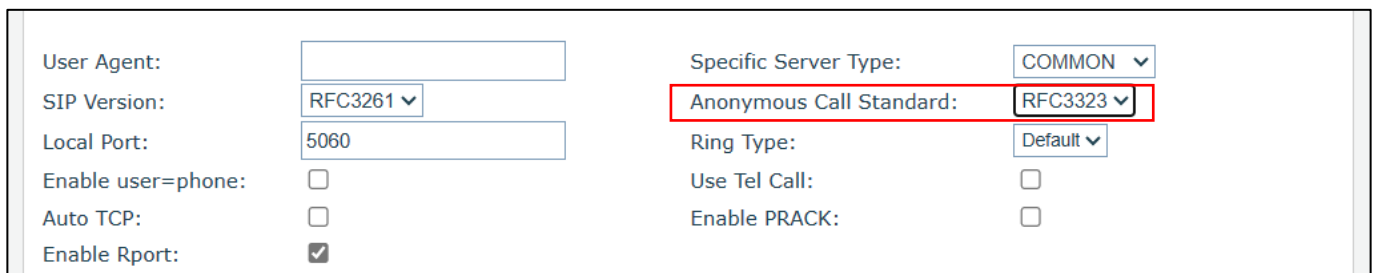 User Agent: Specific Server Type: COMMON
SIP Version: RFC3261 Anonymous Call Standard: RFC3323
Local Port: 5060 Ring Type: Default
Enable user=phone: Use Tel Call:
Auto TCP: Enable PRACK:
Enable Rport: